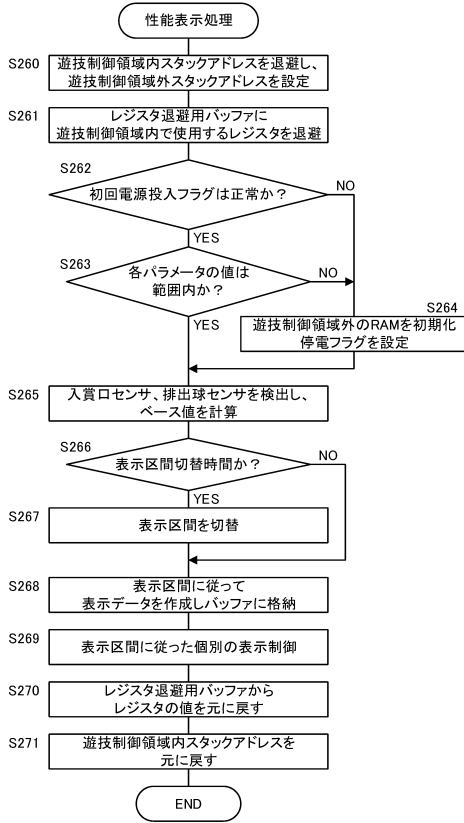 性能表示処理
S260
遊技制御領域内スタックアドレスを退避し、
遊技制御領域外スタックアドレスを設定
S261
レジスタ退避用バッファに
遊技制御領域内で使用するレジスタを退避
S262
初回電源投入フラグは正常か？
NO
YES
S263
各パラメータの値は
範囲内か？
NO
YES
S264
遊技制御領域外のRAMを初期化
停電フラグを設定
S265
入賞口センサ、排出球センサを検出し、
ベース値を計算
S266
表示区間切替時間か？
NO
YES
S267
表示区間を切替
S268
表示区間に従って
表示データを作成しバッファに格納
S269
表示区間に従った個別の表示制御
S270
レジスタ退避用バッファから
レジスタの値を元に戻す
S271
遊技制御領域内スタックアドレスを
元に戻す
END